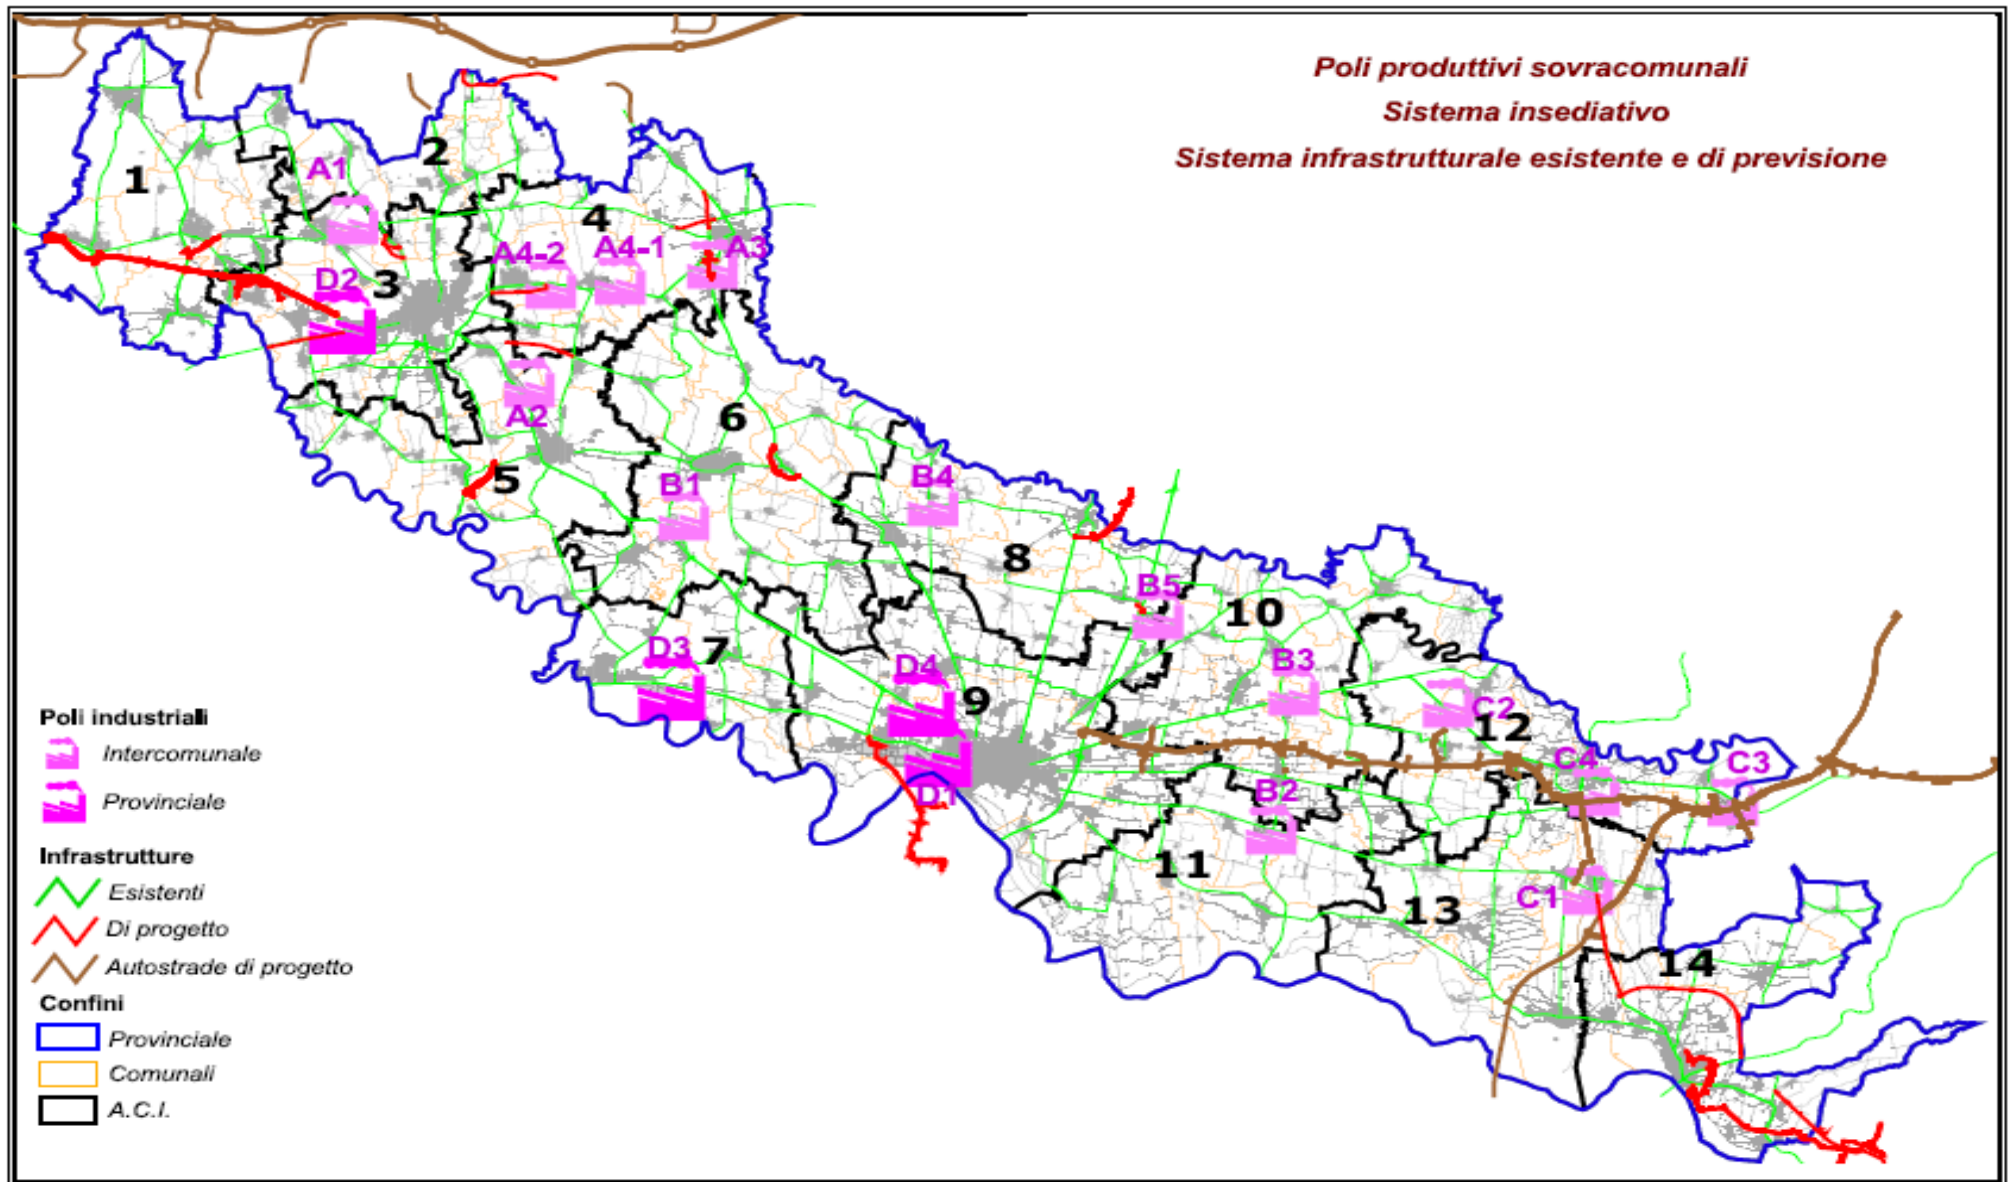 Poli produttivi sovracomunali
Sistema insediativo
Sistema infrastrutturale esistente e di previsione
1
2
A1
4
A4-2
A4-1
A3
D2
3
A2
6
5
B1
B4
8
B5
10
D3
7
D4
9
B3
C2
12
D1
B2
C4
C3
11
C1
13
14
Poli industriali
Intercomunale
Provinciale
Infrastrutture
Esistenti
Di progetto
Autostrade di progetto
Confini
Provinciale
Comunali
A.C.I.